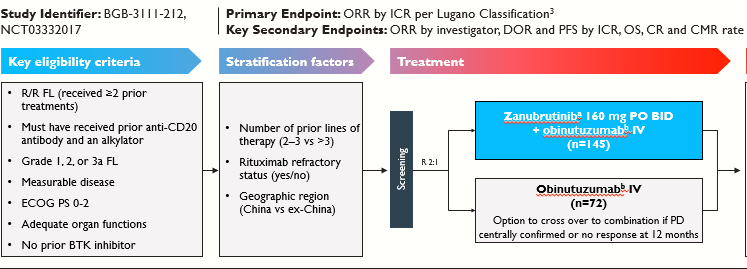 Study Identifier: BGB-3111-212,
NCT03332017
Primary Endpoint: ORR by ICR per Lugano Classification³
Key Secondary Endpoints: ORR by investigator, DOR and PFS by ICR, OS, CR and CMR rate
Key eligibility criteria
• R/R FL (received ≥2 prior
treatments)
• Must have received prior anti-CD20
antibody and an alkylator
• Grade 1, 2, or 3a FL
• Measurable disease
• ECOG PS 0-2
• Adequate organ functions
• No prior BTK inhibitor
Stratification factors
• Number of prior lines of
therapy (2–3 vs >3)
• Rituximab refractory
status (yes/no)
• Geographic region
(China vs ex-China)
Treatment
Screening
R 2:1
Zanubrutinibᵃ 160 mg PO BID
+ obinutuzumabᵇ IV
(n=145)
Obinutuzumabᵇ IV
(n=72)
Option to cross over to combination if PD
centrally confirmed or no response at 12 months